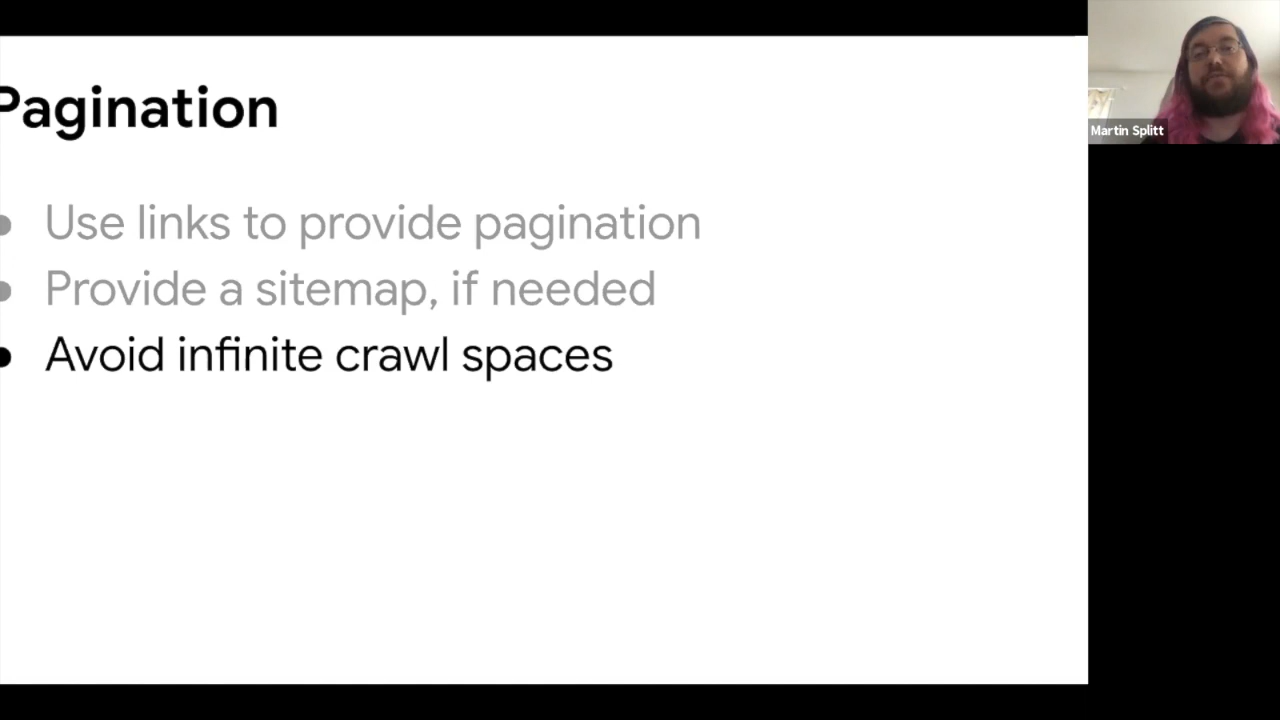 Pagination
Use links to provide pagination
Provide a sitemap, if needed
Avoid infinite crawl spaces
Martin Splitt